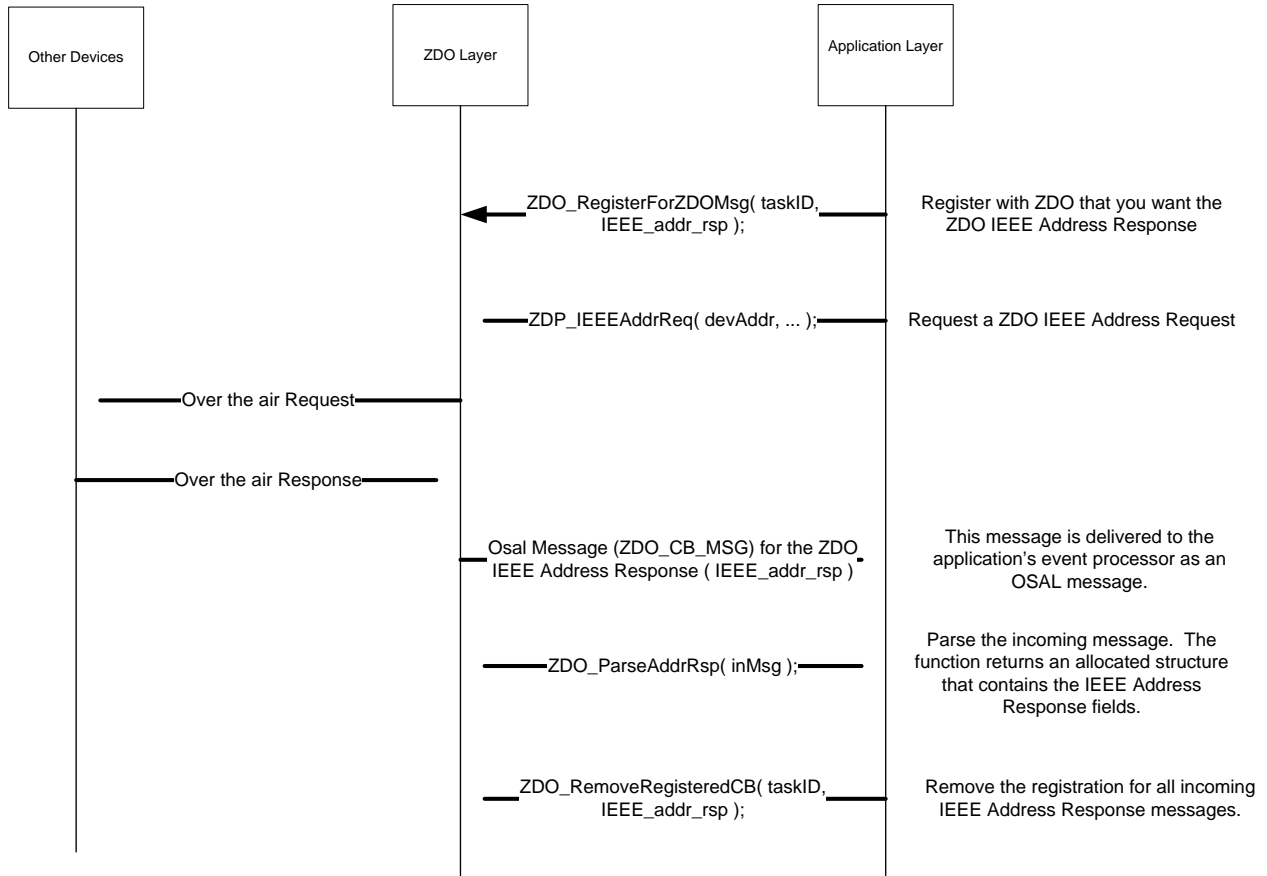 Other Devices
ZDO Layer
Application Layer
ZDO_RegisterForZDOMsg( taskID,
IEEE_addr_rsp );
Register with ZDO that you want the
ZDO IEEE Address Response
ZDP_IEEEAddrReq( devAddr, ... );
Request a ZDO IEEE Address Request
Over the air Request
Over the air Response
Osal Message (ZDO_CB_MSG) for the ZDO
IEEE Address Response ( IEEE_addr_rsp )
This message is delivered to the
application’s event processor as an
OSAL message.
ZDO_ParseAddrRsp( inMsg );
Parse the incoming message. The
function returns an allocated structure
that contains the IEEE Address
Response fields.
ZDO_RemoveRegisteredCB( taskID,
IEEE_addr_rsp );
Remove the registration for all incoming
IEEE Address Response messages.